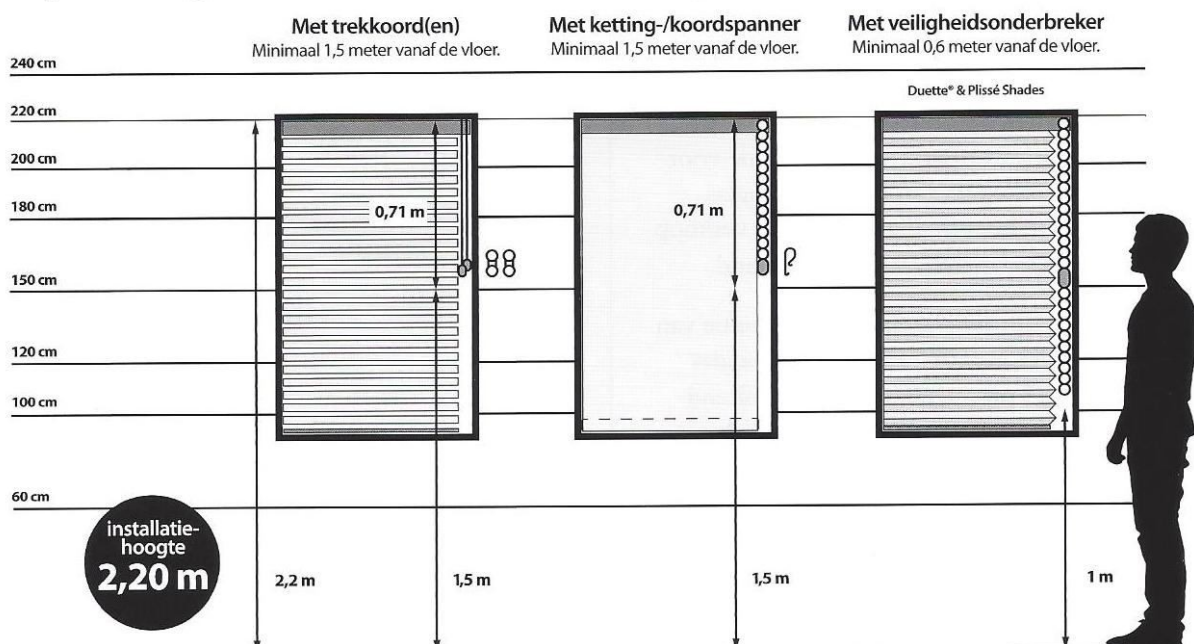 Met trekkoord(en)
Minimaal 1,5 meter vanaf de vloer.
Met ketting-/koordspanner
Minimaal 1,5 meter vanaf de vloer.
Met veiligheidsonderbreker
Minimaal 0,6 meter vanaf de vloer.
Duette® & Plissé Shades
240 cm
220 cm
200 cm
180 cm
150 cm
120 cm
100 cm
60 cm
0,71 m
0,71 m
installatie-
hoogte
2,20 m
2,2 m
1,5 m
1,5 m
1 m